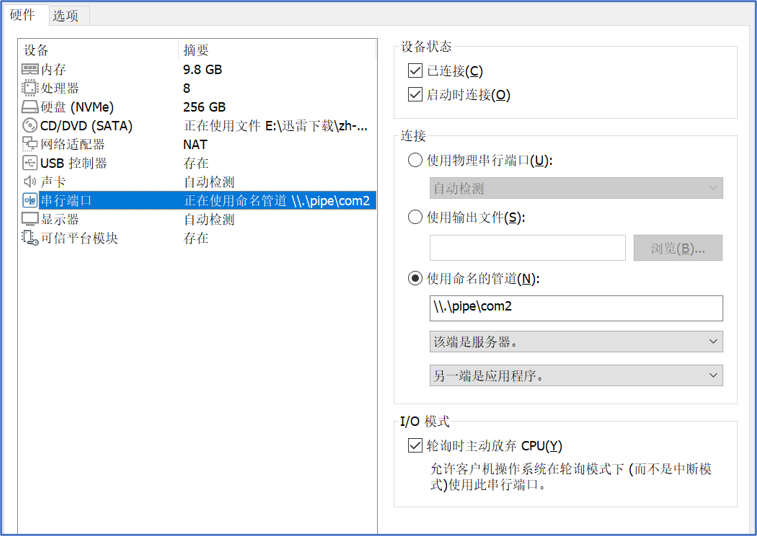 硬件 选项
设备 摘要
内存 9.8 GB
处理器 8
硬盘 (NVMe) 256 GB
CD/DVD (SATA) 正在使用文件 E:\迅雷下载\zh-...
网络适配器 NAT
USB 控制器 存在
声卡 自动检测
串行端口 正在使用命名管道 \\.\pipe\com2
显示器 自动检测
可信平台模块 存在
设备状态
已连接(C)
启动时连接(O)
连接
使用物理串行端口(U):
自动检测
使用输出文件(S):
浏览(B)...
使用命名的管道(N):
\\.\pipe\com2
该端是服务器。
另一端是应用程序。
I/O 模式
轮询时主动放弃 CPU(Y)
允许客户机操作系统在轮询模式下 (而不是中断模
式)使用此串行端口。